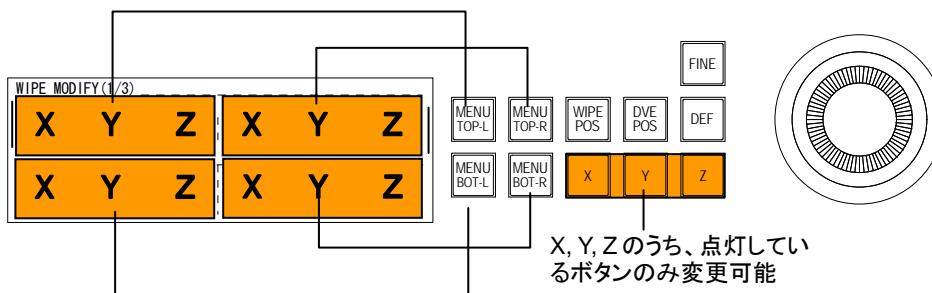 FINE
WIPE MODIFY(1/3)
X Y Z X Y Z
MENU TOP-L
MENU TOP-R
WIPE POS
DVE POS
DEF
X Y Z X Y Z
MENU BOT-L
MENU BOT-R
X
Y
Z
X, Y, Z のうち、点灯してい
るボタンのみ変更可能